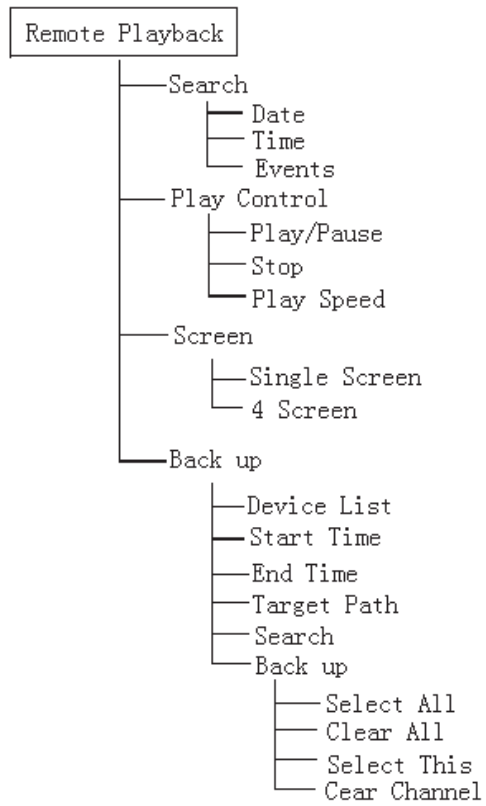 Remote Playback
Search
Date
Time
Events
Play Control
Play/Pause
Stop
Play Speed
Screen
Single Screen
4 Screen
Back up
Device List
Start Time
End Time
Target Path
Search
Back up
Select All
Clear All
Select This
Cear Channel